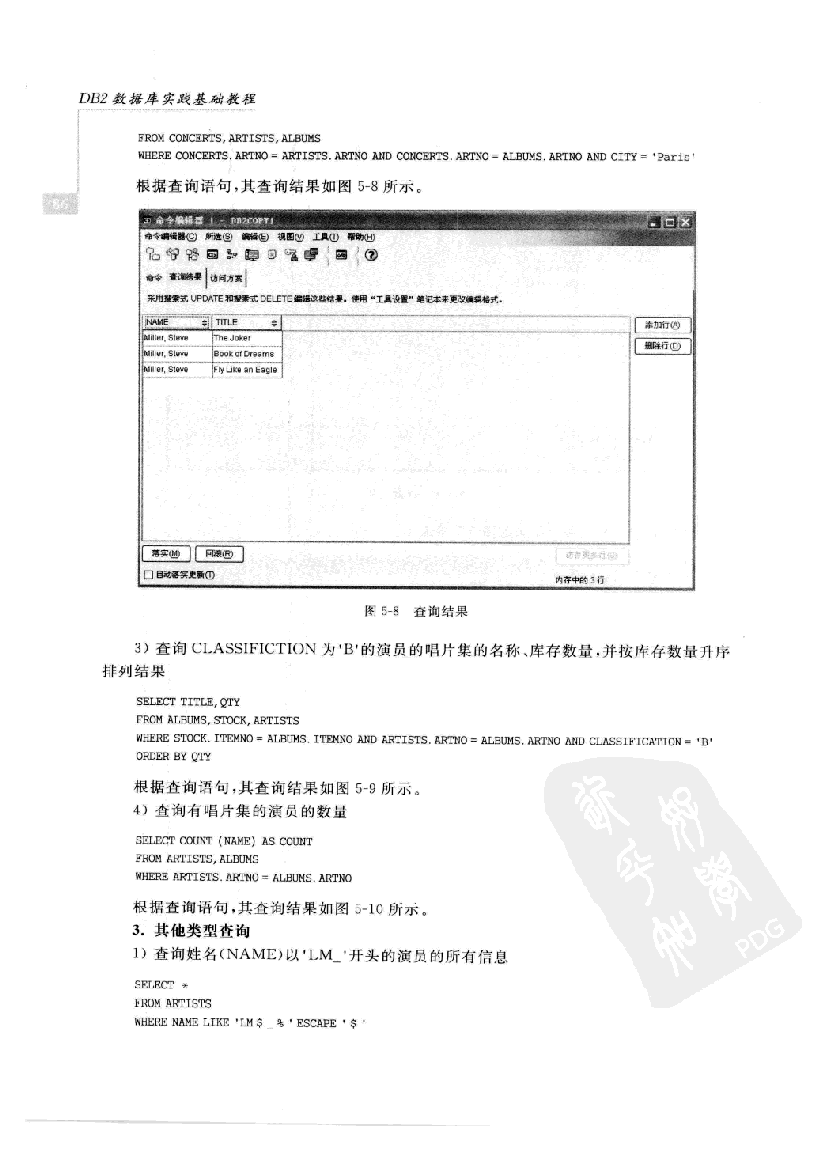 DB2 数据库实践基础教程
FROM CONCERTS, ARTISTS, ALBUMS
WHERE CONCERTS. ARTNO = ARTISTS. ARTNO AND CONCERTS. ARTNO = ALBUMS. ARTNO AND CITY = 'Paris'
根据查询语句,其查询结果如图 5-8 所示。
86
命令编辑器 1 - DB2COPY1
命令编辑器(C) 所选(S) 编辑(E) 视图(V) 工具(T) 帮助(H)
命令 查询结果 访问方案
采用搜索式 UPDATE 和搜索式 DELETE 编辑这些结果。使用“工具设置”笔记本来更改编辑格式。
NAME TITLE
添加行(A)
Miller, Steve The Joker
删除行(D)
Miller, Steve Book of Dreams
Miller, Steve Fly Like an Eagle
落实(M) 回滚(R)
自动落实更新(T) 内存中的 3 行
图 5-8 查询结果
3) 查询 CLASSIFICTION 为'B'的演员的唱片集的名称、库存数量,并按库存数量升序
排列结果
SELECT TITLE, QTY
FROM ALBUMS, STOCK, ARTISTS
WHERE STOCK. ITEMNO = ALBUMS. ITEMNO AND ARTISTS. ARTNO = ALBUMS. ARTNO AND CLASSIFICATION = 'B'
ORDER BY QTY
根据查询语句,其查询结果如图 5-9 所示。
4) 查询有唱片集的演员的数量
SELECT COUNT (NAME) AS COUNT
FROM ARTISTS, ALBUMS
WHERE ARTISTS. ARTNO = ALBUMS. ARTNO
根据查询语句,其查询结果如图 5-10 所示。
3. 其他类型查询
1) 查询姓名(NAME)以'LM_'开头的演员的所有信息
SELECT *
FROM ARTISTS
WHERE NAME LIKE 'LM $ _ % ' ESCAPE ' $ '
PDG